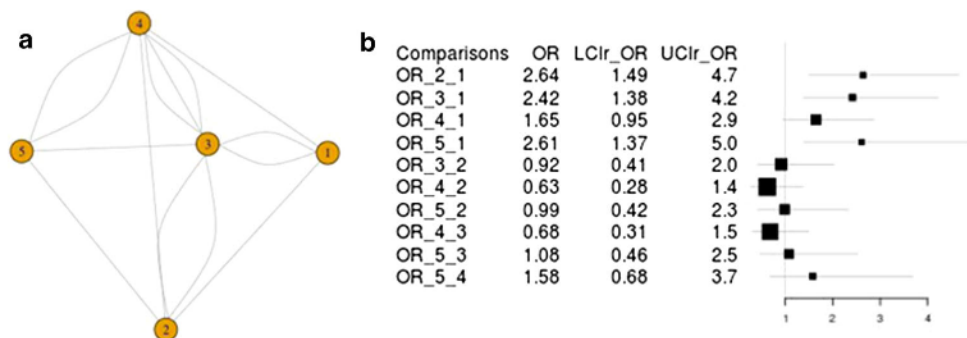 a
4
5
3
1
2
b
Comparisons OR LClr_OR UClr_OR
OR_2_1 2.64 1.49 4.7
OR_3_1 2.42 1.38 4.2
OR_4_1 1.65 0.95 2.9
OR_5_1 2.61 1.37 5.0
OR_3_2 0.92 0.41 2.0
OR_4_2 0.63 0.28 1.4
OR_5_2 0.99 0.42 2.3
OR_4_3 0.68 0.31 1.5
OR_5_3 1.08 0.46 2.5
OR_5_4 1.58 0.68 3.7
1 2 3 4